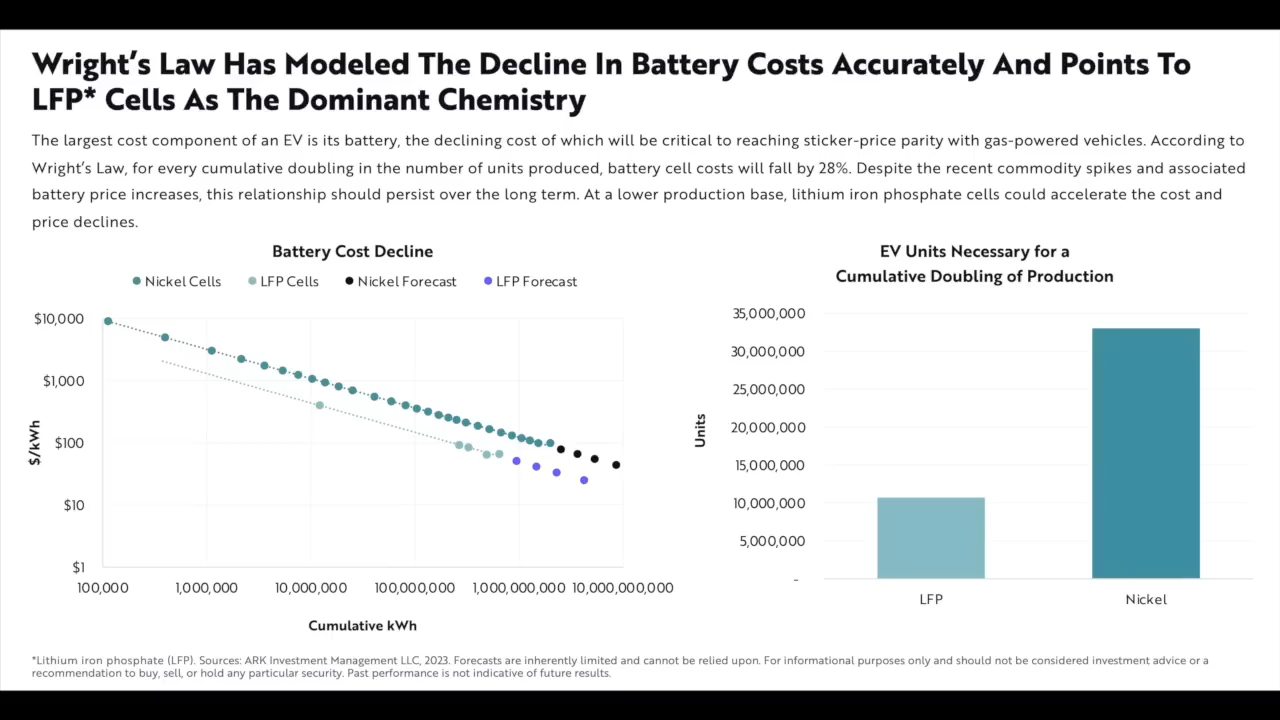 Wright's Law Has Modeled The Decline In Battery Costs Accurately And Points To
LFP* Cells As The Dominant Chemistry
The largest cost component of an EV is its battery, the declining cost of which will be critical to reaching sticker-price parity with gas-powered vehicles. According to
Wright's Law, for every cumulative doubling in the number of units produced, battery cell costs will fall by 28%. Despite the recent commodity spikes and associated
battery price increases, this relationship should persist over the long term. At a lower production base, lithium iron phosphate cells could accelerate the cost and
price declines.
Battery Cost Decline
Nickel Cells
LFP Cells
Nickel Forecast
LFP Forecast
$/kWh
$10,000
$1,000
$100
$10
$1
100,000
1,000,000
10,000,000
100,000,000
1,000,000,000
10,000,000,000
Cumulative kWh
EV Units Necessary for a
Cumulative Doubling of Production
Units
35,000,000
30,000,000
25,000,000
20,000,000
15,000,000
10,000,000
5,000,000
-
LFP
Nickel
*Lithium iron phosphate (LFP). Sources: ARK Investment Management LLC, 2023. Forecasts are inherently limited and cannot be relied upon. For informational purposes only and should not be considered investment advice or a
recommendation to buy, sell, or hold any particular security. Past performance is not indicative of future results.